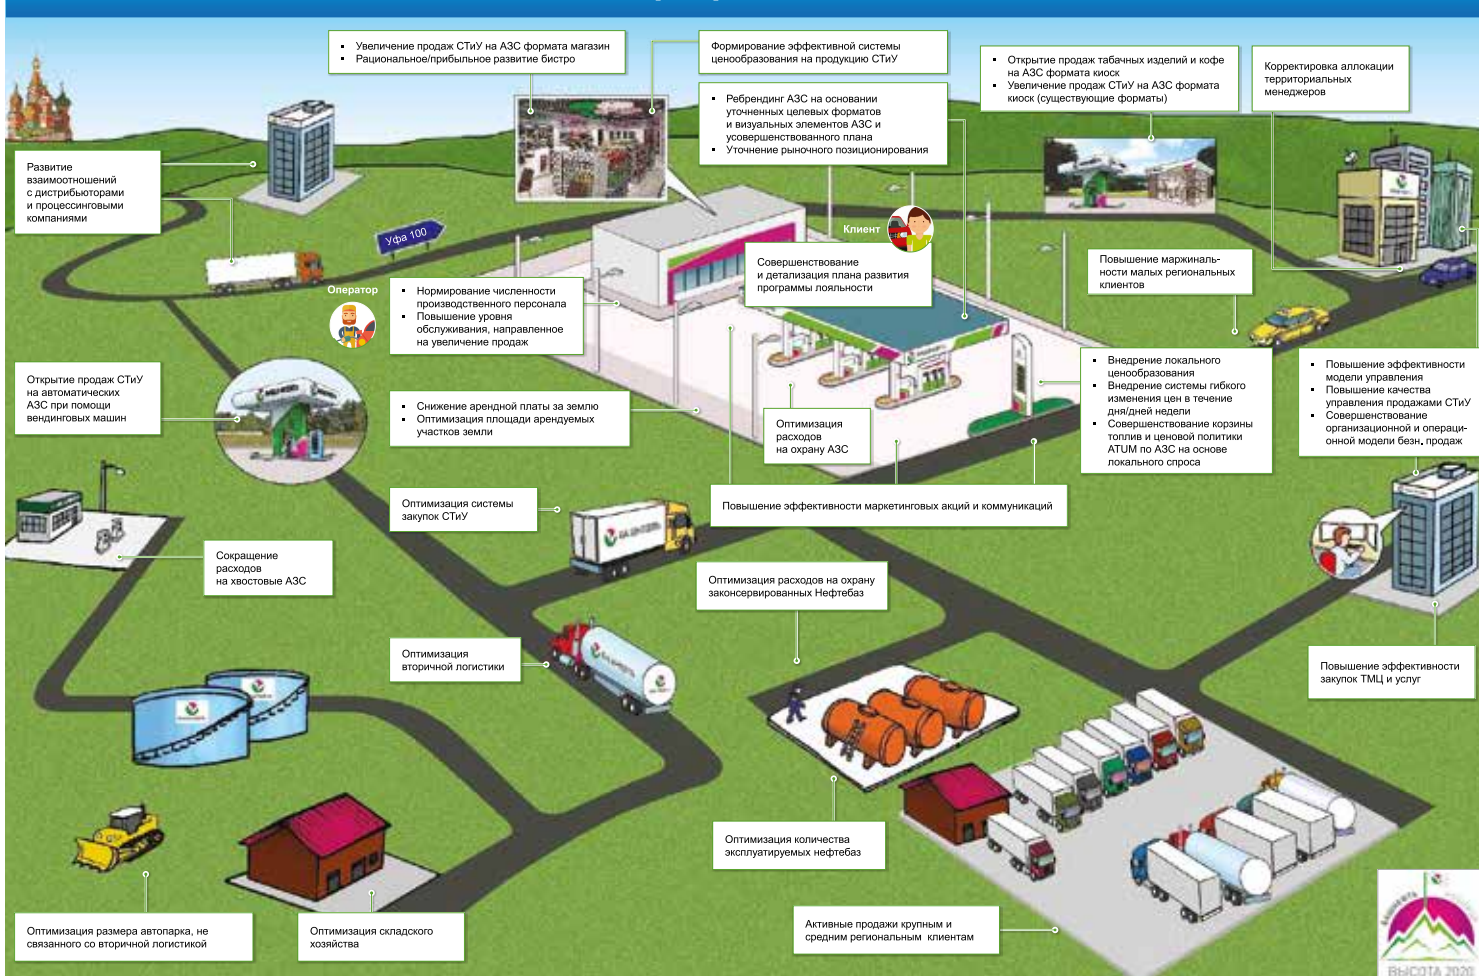 ▪ Увеличение продаж СТиУ на АЗС формата магазин
▪ Рациональное/прибыльное развитие бистро
Формирование эффективной системы
ценообразования на продукцию СТиУ
▪ Открытие продаж табачных изделий и кофе
на АЗС формата киоск
▪ Увеличение продаж СТиУ на АЗС формата
киоск (существующие форматы)
Корректировка аллокации
территориальных
менеджеров
▪ Ребрендинг АЗС на основании
уточненных целевых форматов
и визуальных элементов АЗС и
усовершенствованного плана
▪ Уточнение рыночного позиционирования
Развитие
взаимоотношений
с дистрибьюторами
и процессинговыми
компаниями
Уфа 100
Клиент
Совершенствование
и детализация плана развития
программы лояльности
Повышение маржиналь-
ности малых региональных
клиентов
Оператор
▪ Нормирование численности
производственного персонала
▪ Повышение уровня
обслуживания, направленное
на увеличение продаж
Открытие продаж СТиУ
на автоматических
АЗС при помощи
вендинговых машин
▪ Снижение арендной платы за землю
▪ Оптимизация площади арендуемых
участков земли
Оптимизация
расходов
на охрану АЗС
▪ Внедрение локального
ценообразования
▪ Внедрение системы гибкого
изменения цен в течение
дня/дней недели
▪ Совершенствование корзины
топлив и ценовой политики
ATUM по АЗС на основе
локального спроса
▪ Повышение эффективности
модели управления
▪ Повышение качества
управления продажами СТиУ
▪ Совершенствование
организационной и операци-
онной модели безн. продаж
Оптимизация системы
закупок СТиУ
Повышение эффективности маркетинговых акций и коммуникаций
Сокращение
расходов
на хвостовые АЗС
Оптимизация расходов на охрану
законсервированных Нефтебаз
Оптимизация
вторичной логистики
Повышение эффективности
закупок ТМЦ и услуг
Оптимизация количества
эксплуатируемых нефтебаз
Оптимизация размера автопарка, не
связанного со вторичной логистикой
Оптимизация складского
хозяйства
Активные продажи крупным и
средним региональным клиентам
БАШНЕФТЬ